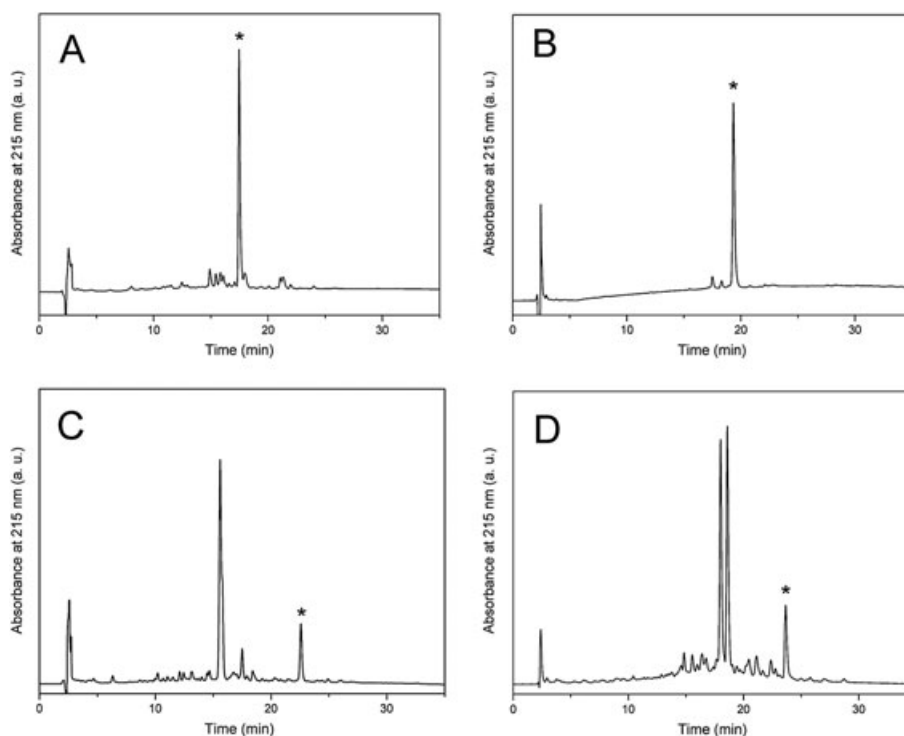 A
*
Absorbance at 215 nm (a. u.)
0 10 20 30
Time (min)
B
*
Absorbance at 215 nm (a. u.)
0 10 20 30
Time (min)
C
*
Absorbance at 215 nm (a. u.)
0 10 20 30
Time (min)
D
*
Absorbance at 215 nm (a. u.)
0 10 20 30
Time (min)